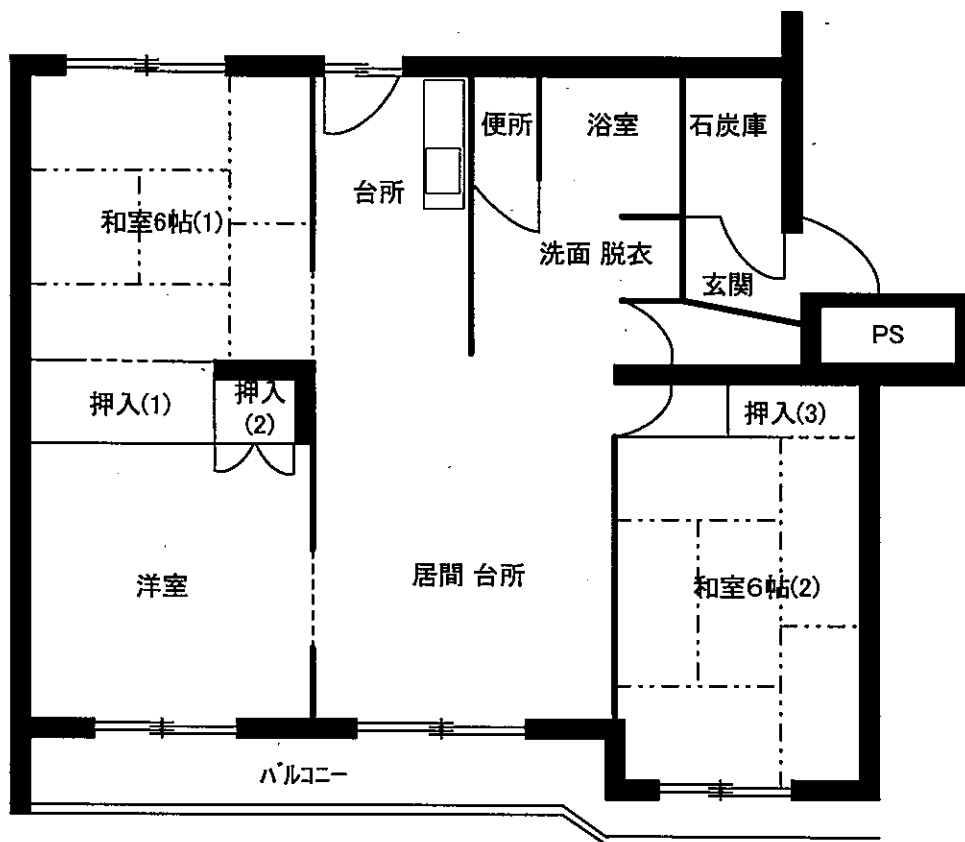 便所
浴室
石炭庫
台所
和室6帖(1)
洗面 脱衣
玄関
PS
押入(1)
押入
(2)
押入(3)
洋室
居間 台所
和室6帖(2)
バルコニー